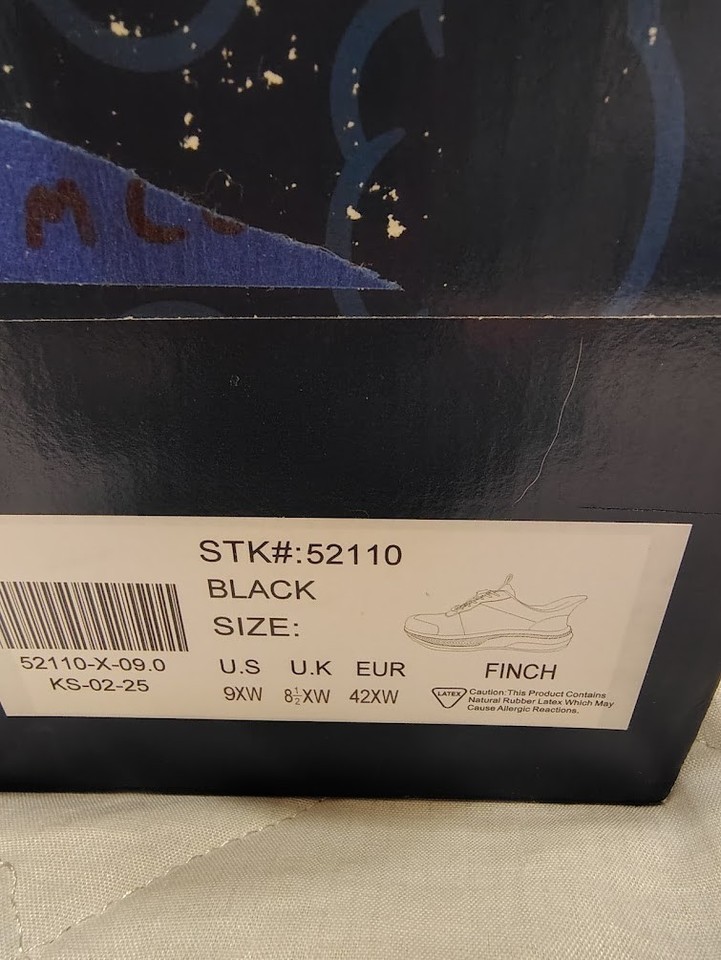 STK#:52110
BLACK
SIZE:
U.S U.K EUR
9XW 8½XW 42XW
52110-X-09.0
KS-02-25
FINCH
LATEX
Caution:This Product Contains
Natural Rubber Latex Which May
Cause Allergic Reactions.